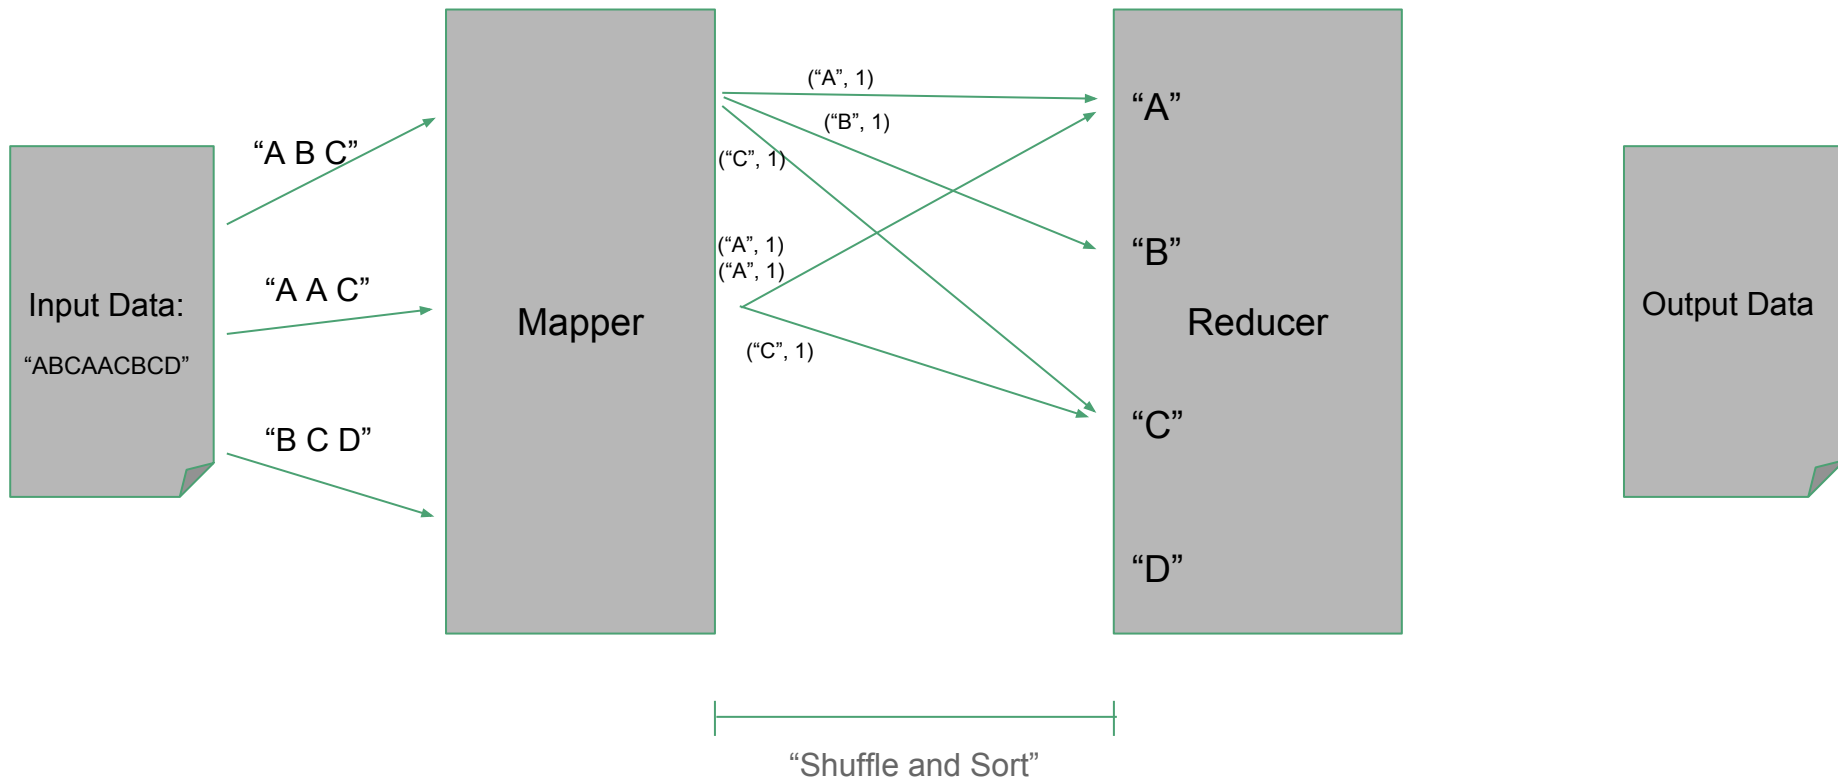 Input Data:
“ABCAACBCD”
“A B C”
“A A C”
“B C D”
Mapper
(“A”, 1)
(“B”, 1)
(“C”, 1)
(“A”, 1)
(“A”, 1)
(“C”, 1)
“A”
“B”
Reducer
“C”
“D”
Output Data
“Shuffle and Sort”